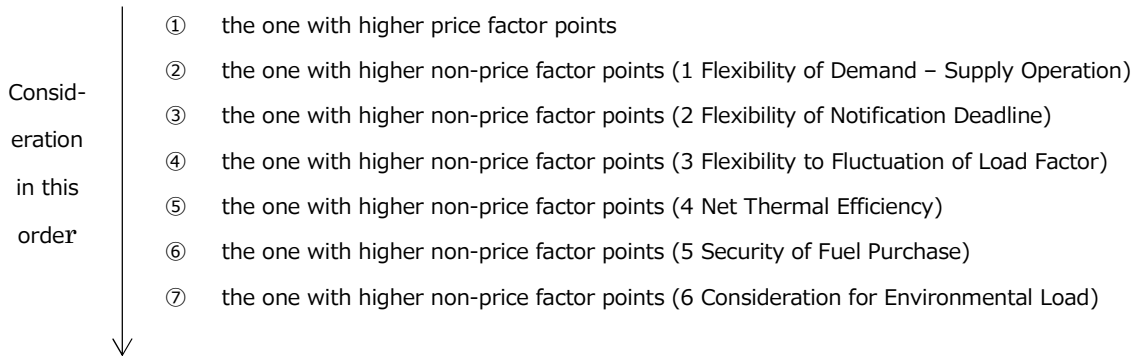 Consid-
eration
in this
order
① the one with higher price factor points
② the one with higher non-price factor points (1 Flexibility of Demand – Supply Operation)
③ the one with higher non-price factor points (2 Flexibility of Notification Deadline)
④ the one with higher non-price factor points (3 Flexibility to Fluctuation of Load Factor)
⑤ the one with higher non-price factor points (4 Net Thermal Efficiency)
⑥ the one with higher non-price factor points (5 Security of Fuel Purchase)
⑦ the one with higher non-price factor points (6 Consideration for Environmental Load)